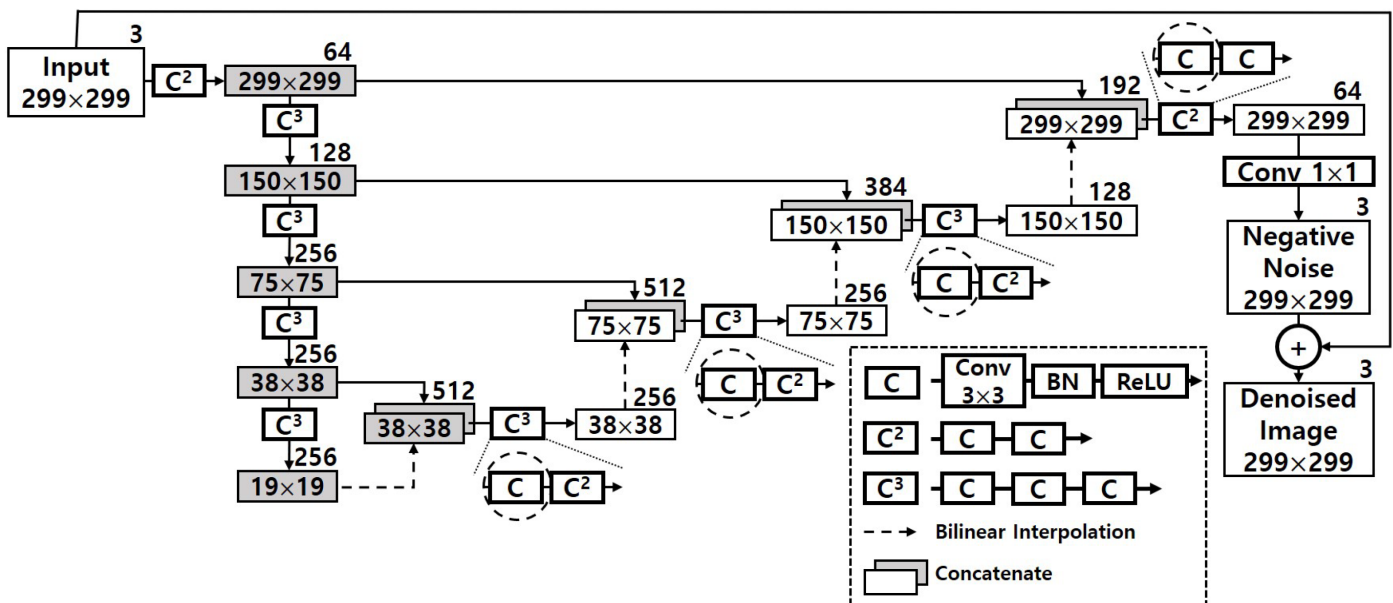 3
Input
299×299
C²
64
299×299
C³
128
150×150
C³
256
75×75
C³
256
38×38
C³
256
19×19
512
38×38
C³
C
C²
256
38×38
512
75×75
C³
C
C²
256
75×75
384
150×150
C³
C
C²
128
150×150
192
299×299
C²
C
C
64
299×299
Conv 1×1
3
Negative
Noise
299×299
+
3
Denoised
Image
299×299
C
Conv
3×3
BN
ReLU
C²
C
C
C³
C
C
C
Bilinear Interpolation
Concatenate